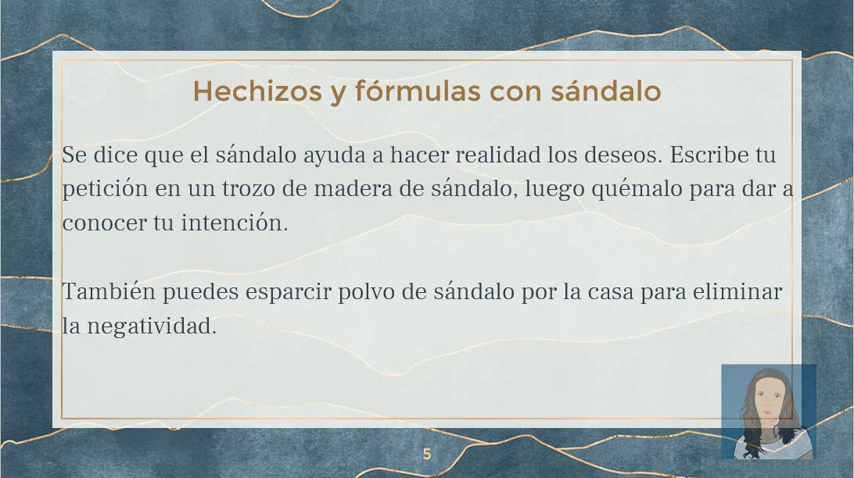 Hechizos y fórmulas con sándalo
Se dice que el sándalo ayuda a hacer realidad los deseos. Escribe tu
petición en un trozo de madera de sándalo, luego quémalo para dar a
conocer tu intención.
También puedes esparcir polvo de sándalo por la casa para eliminar
la negatividad.
5